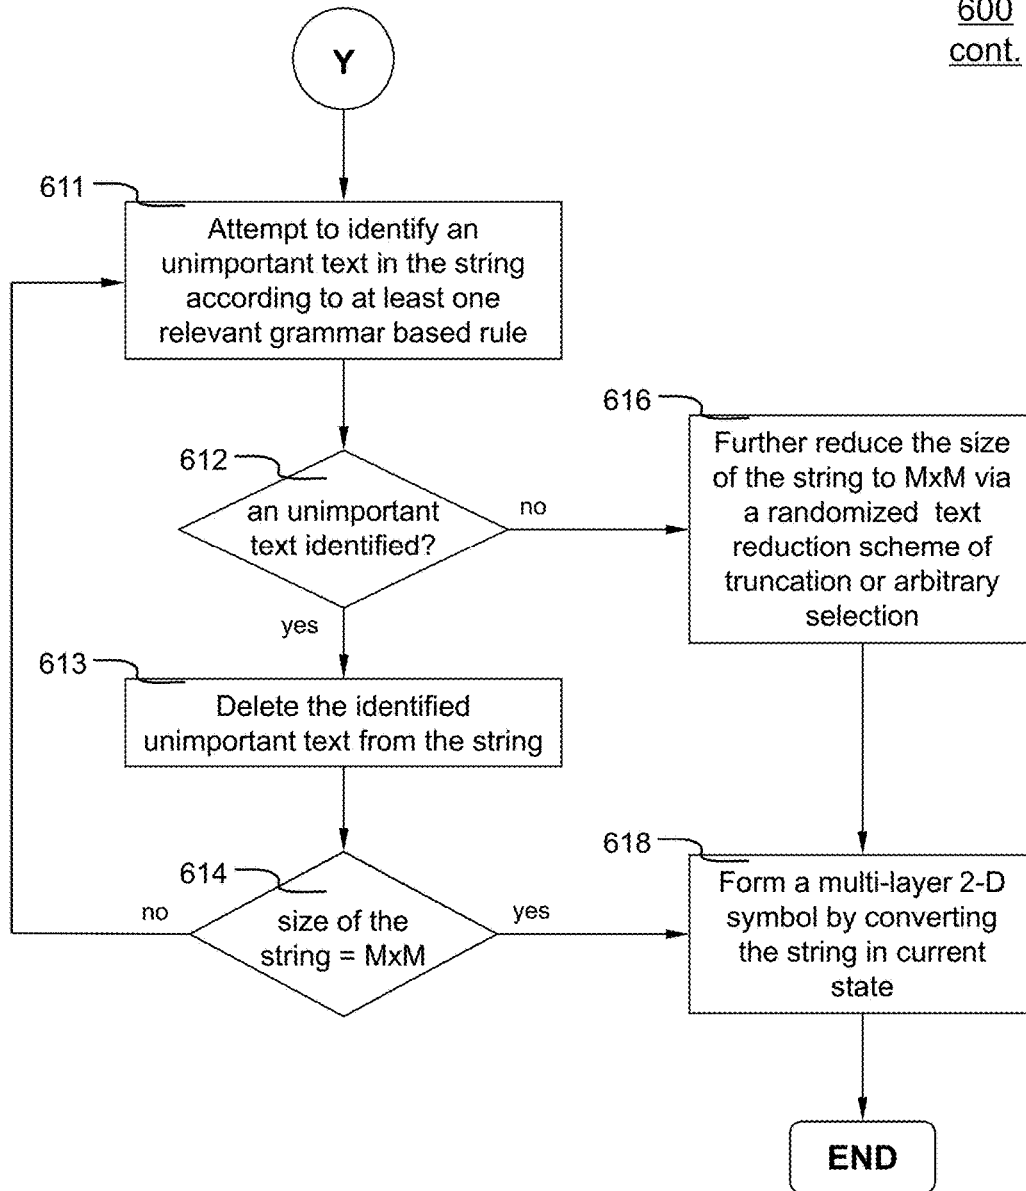 600
cont.
Y
611
Attempt to identify an
unimportant text in the string
according to at least one
relevant grammar based rule
612
an unimportant
text identified?
no
yes
616
Further reduce the size
of the string to MxM via
a randomized text
reduction scheme of
truncation or arbitrary
selection
613
Delete the identified
unimportant text from the string
614
size of the
string = MxM
no
yes
618
Form a multi-layer 2-D
symbol by converting
the string in current
state
END